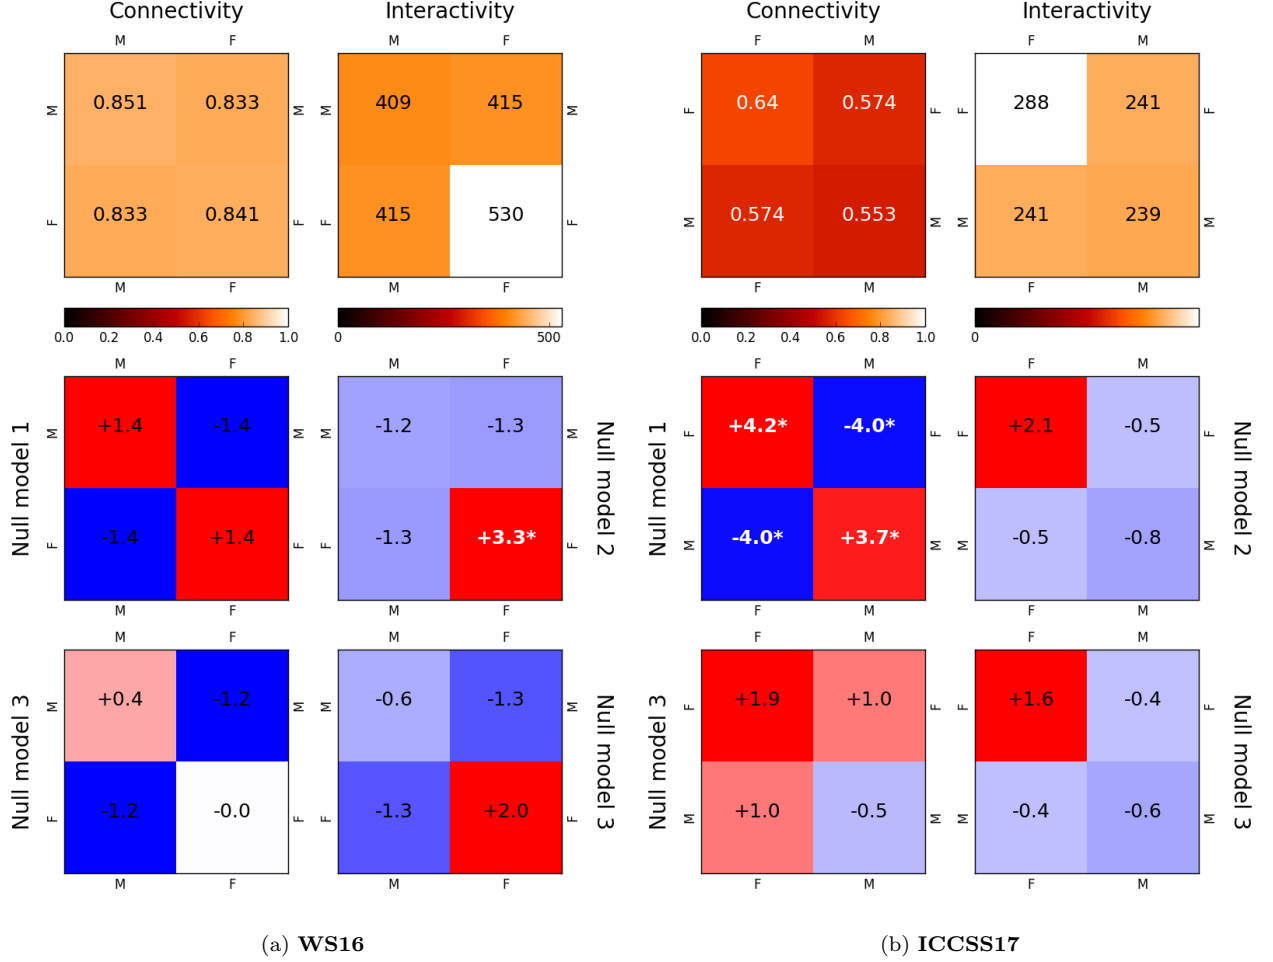 Connectivity Interactivity Connectivity Interactivity
M F M F F M F M
M 0.851 0.833 M M 409 415 M F 0.64 0.574 F F 288 241 F
F 0.833 0.841 F F 415 530 F M 0.574 0.553 M M 241 239 M
M F M F F M F M
0.0 0.2 0.4 0.6 0.8 1.0 0 500 0.0 0.2 0.4 0.6 0.8 1.0 0
M F M F F M F M
Null model 1 M +1.4 -1.4 M M -1.2 -1.3 M Null model 2 Null model 1 F +4.2* -4.0* F F +2.1 -0.5 F Null model 2
F -1.4 +1.4 F F -1.3 +3.3* F M -4.0* +3.7* M M -0.5 -0.8 M
M F M F F M F M
M F M F F M F M
Null model 3 M +0.4 -1.2 M M -0.6 -1.3 M Null model 3 Null model 3 F +1.9 +1.0 F F +1.6 -0.4 F Null model 3
F -1.2 -0.0 F F -1.3 +2.0 F M +1.0 -0.5 M M -0.4 -0.6 M
M F M F F M F M
(a) WS16 (b) ICCSS17